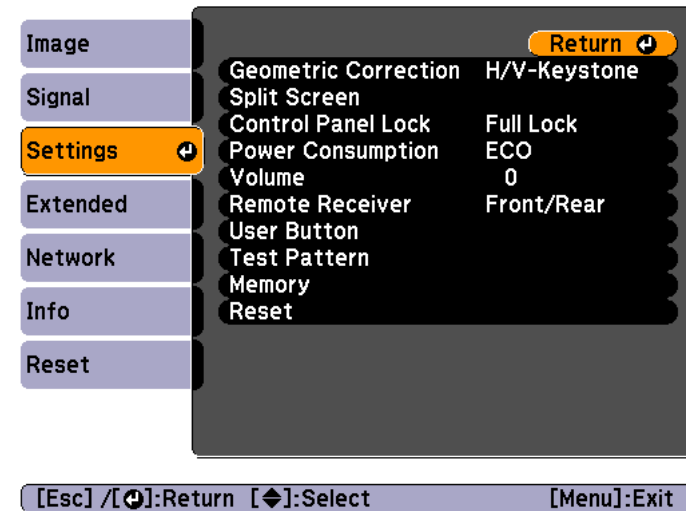 Image
Signal
Settings
Extended
Network
Info
Reset
Return
Geometric Correction H/V-Keystone
Split Screen
Control Panel Lock Full Lock
Power Consumption ECO
Volume 0
Remote Receiver Front/Rear
User Button
Test Pattern
Memory
Reset
[Esc] /[⏎]:Return [◆]:Select [Menu]:Exit